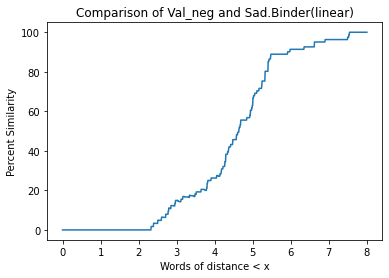 Comparison of Val_neg and Sad.Binder(linear)
Percent Similarity
100
80
60
40
20
0
0 1 2 3 4 5 6 7 8
Words of distance < x